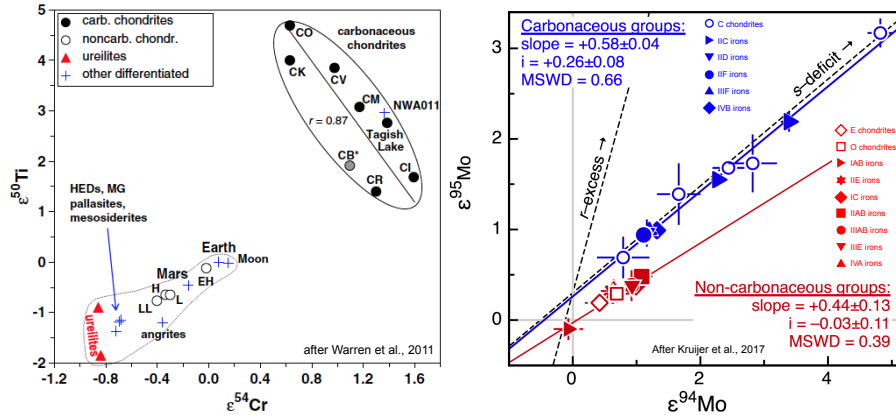 carb. chondrites
noncarb. chondr.
ureilites
other differentiated
carbonaceous
chondrites
CO
CK
CV
CM
NWA011
r = 0.87
Tagish
Lake
CB*
CI
CR
HEDs, MG
pallasites,
mesosiderites
Earth
Moon
Mars
EH
H
L
LL
angrites
ureilites
after Warren et al., 2011
ε50Ti
5
4
3
2
1
0
-1
-2
-1.2
-0.8
-0.4
0.0
0.4
0.8
1.2
1.6
ε54Cr
Carbonaceous groups:
slope = +0.58±0.04
i = +0.26±0.08
MSWD = 0.66
C chondrites
IIC irons
IID irons
IIF irons
IIIF irons
IVB irons
s-deficit →
r-excess →
E chondrites
O chondrites
IAB irons
IIE irons
IC irons
IIAB irons
IIIAB irons
IIIE irons
IVA irons
Non-carbonaceous groups:
slope = +0.44±0.13
i = −0.03±0.11
MSWD = 0.39
After Kruijer et al., 2017
ε95Mo
3
2
1
0
0
2
4
ε94Mo